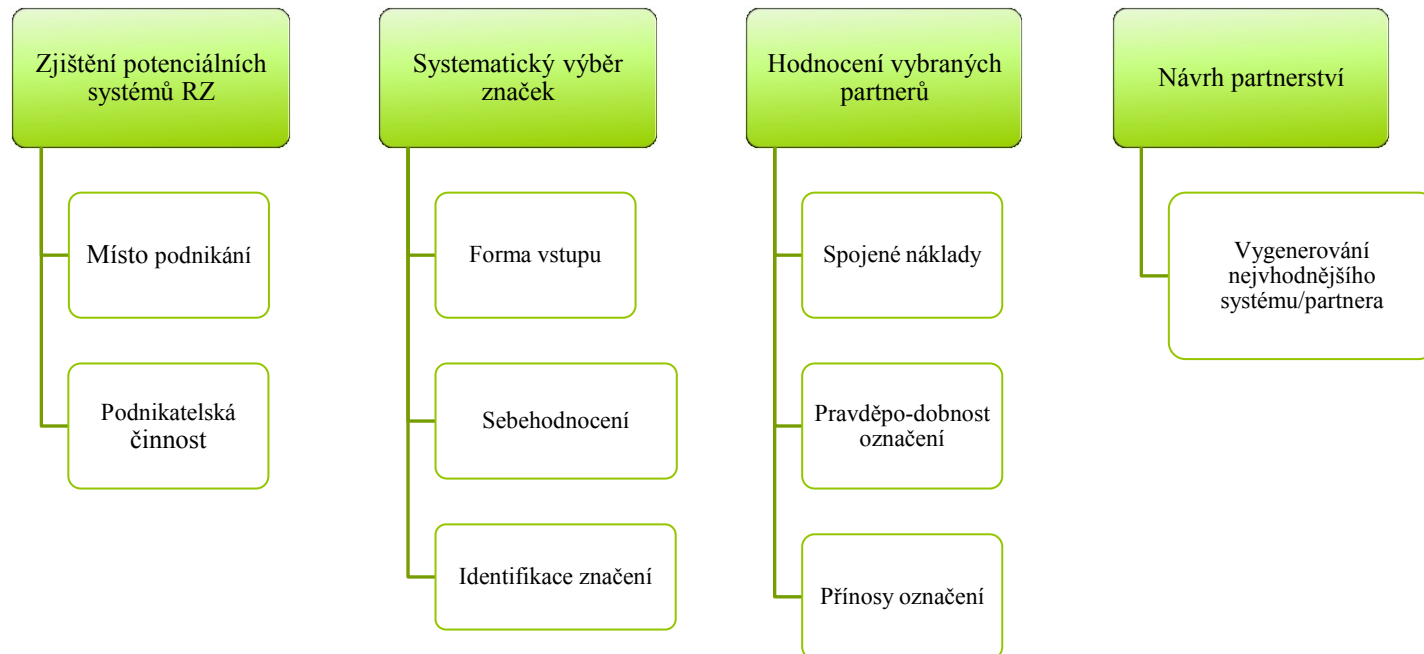 Zjištění potenciálních
systémů RZ
Místo podnikání
Podnikatelská
činnost
Systematický výběr
značek
Forma vstupu
Sebehodnocení
Identifikace značení
Hodnocení vybraných
partnerů
Spojené náklady
Pravděpo-dobnost
označení
Přínosy označení
Návrh partnerství
Vygenerování
nejvhodnějšího
systému/partnera